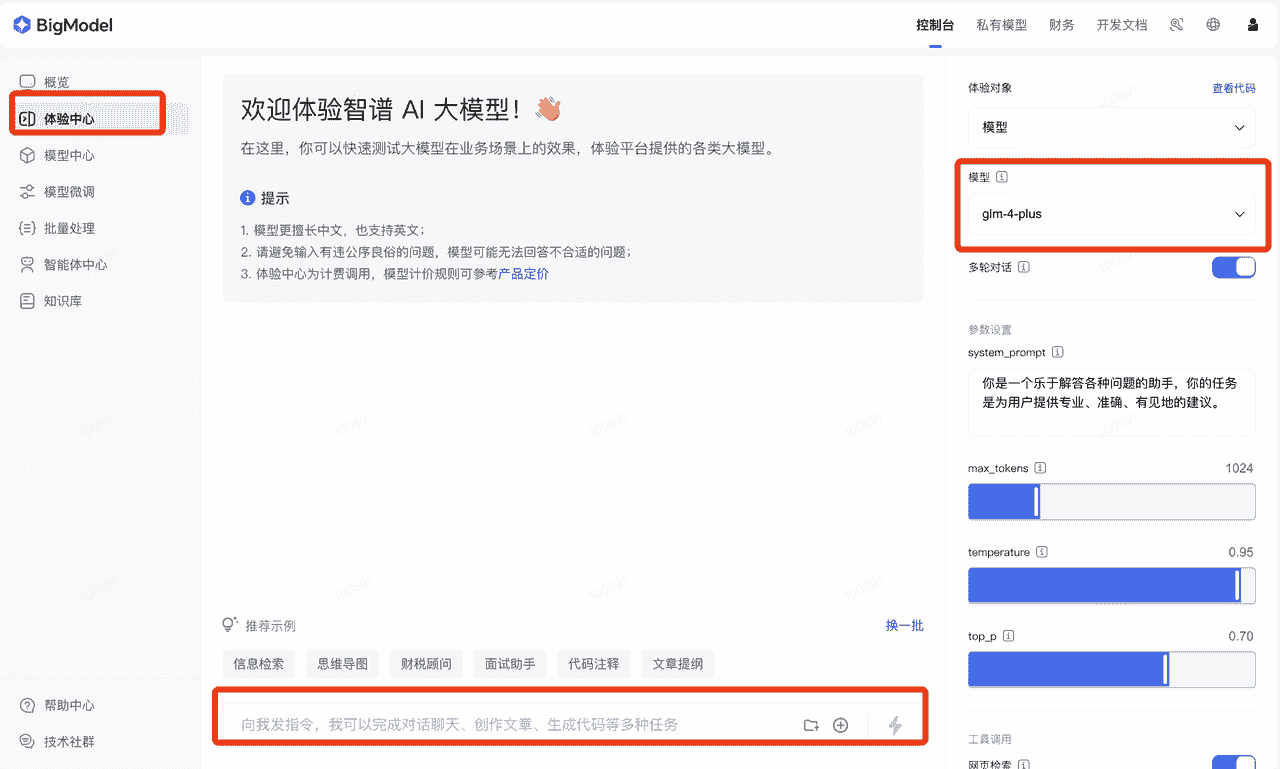 BigModel
控制台 私有模型 财务 开发文档
概览
体验中心
模型中心
模型微调
批量处理
智能体中心
知识库
帮助中心
技术社群
欢迎体验智谱 AI 大模型！
在这里，你可以快速测试大模型在业务场景上的效果，体验平台提供的各类大模型。
提示
1. 模型更擅长中文，也支持英文；
2. 请避免输入有违公序良俗的问题，模型可能无法回答不合适的问题；
3. 体验中心为计费调用，模型计价规则可参考产品定价
推荐示例 换一批
信息检索 思维导图 财税顾问 面试助手 代码注释 文章提纲
向我发指令，我可以完成对话聊天、创作文章、生成代码等多种任务
体验对象 查看代码
模型
模型
glm-4-plus
多轮对话
参数设置
system_prompt
你是一个乐于解答各种问题的助手，你的任务
是为用户提供专业、准确、有见地的建议。
max_tokens 1024
temperature 0.95
top_p 0.70
工具调用
网页检索
100691
100691
100691
100691
100691
100691
100691
100691
100691
100691